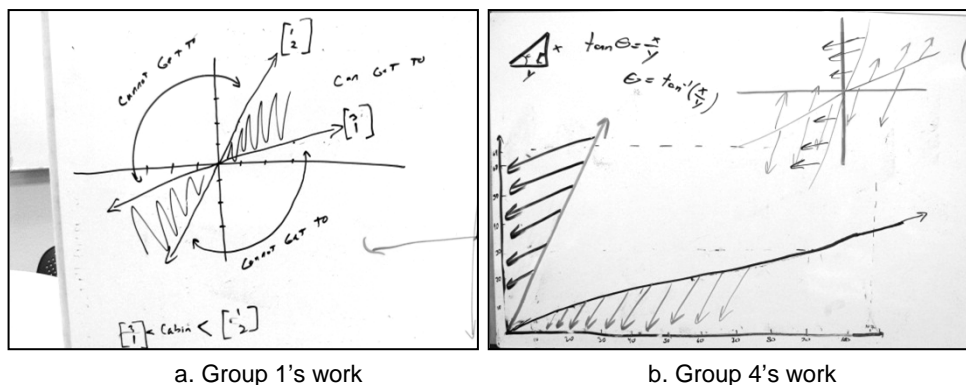 [1 2]
Cannot Get To
Can Get To
[3 1]
Cannot Get To
[3 1] < Cabin < [1 2]
x tanθ = x/y
y
θ = tan⁻¹(x/y)
a. Group 1's work
b. Group 4's work